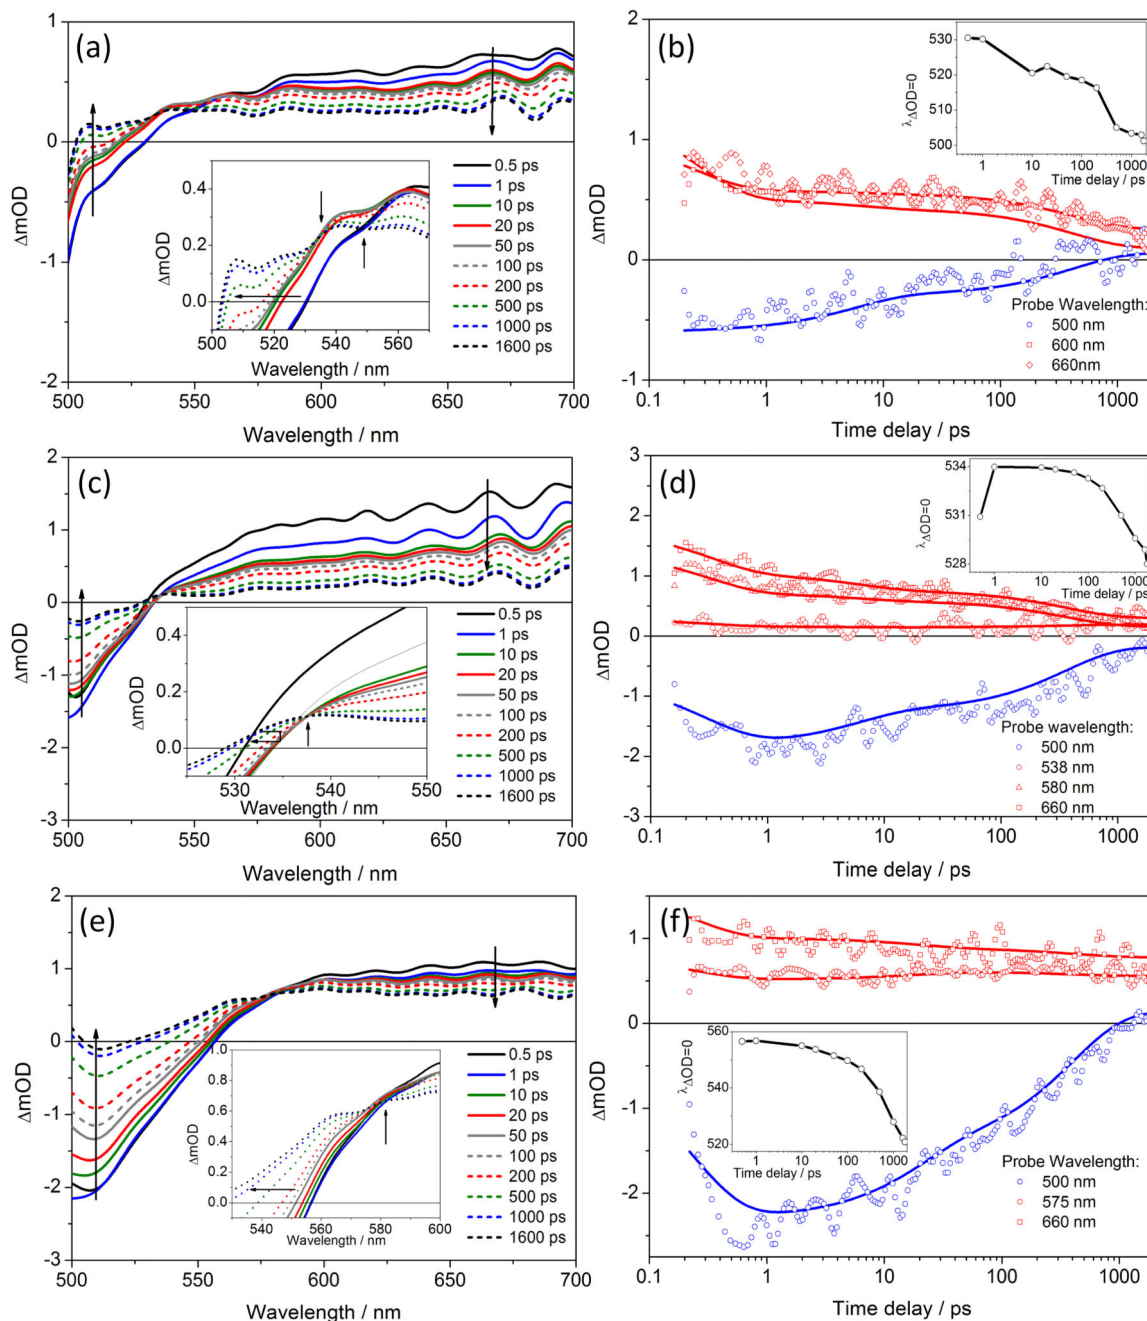 (a)
1
0
-1
-2
ΔmOD
500
550
600
650
700
Wavelength / nm
0.4
0.3
0.2
0.1
0.0
ΔmOD
500
520
540
560
Wavelength / nm
0.5 ps
1 ps
10 ps
20 ps
50 ps
100 ps
200 ps
500 ps
1000 ps
1600 ps
(b)
2
1
0
-1
ΔmOD
0.1
1
10
100
1000
Time delay / ps
530
520
510
500
λΔOD=0
1
10
100
1000
Time delay / ps
Probe Wavelength:
500 nm
600 nm
660nm
(c)
2
1
0
-1
-2
-3
ΔmOD
500
550
600
650
700
Wavelength / nm
0.4
0.2
0.0
ΔmOD
530
540
550
Wavelength / nm
0.5 ps
1 ps
10 ps
20 ps
50 ps
100 ps
200 ps
500 ps
1000 ps
1600 ps
(d)
3
2
1
0
-1
-2
-3
ΔmOD
0.1
1
10
100
1000
Time delay / ps
534
531
528
λΔOD=0
1
10
100
1000
Time delay / ps
Probe wavelength:
500 nm
538 nm
580 nm
660 nm
(e)
2
1
0
-1
-2
-3
ΔmOD
500
550
600
650
700
Wavelength / nm
1.0
0.8
0.6
0.4
0.2
0.0
ΔmOD
540
560
580
600
Wavelength / nm
0.5 ps
1 ps
10 ps
20 ps
50 ps
100 ps
200 ps
500 ps
1000 ps
1600 ps
(f)
1
0
-1
-2
ΔmOD
0.1
1
10
100
1000
Time delay / ps
560
540
520
λΔOD=0
1
10
100
1000
Time delay / ps
Probe Wavelength:
500 nm
575 nm
660 nm